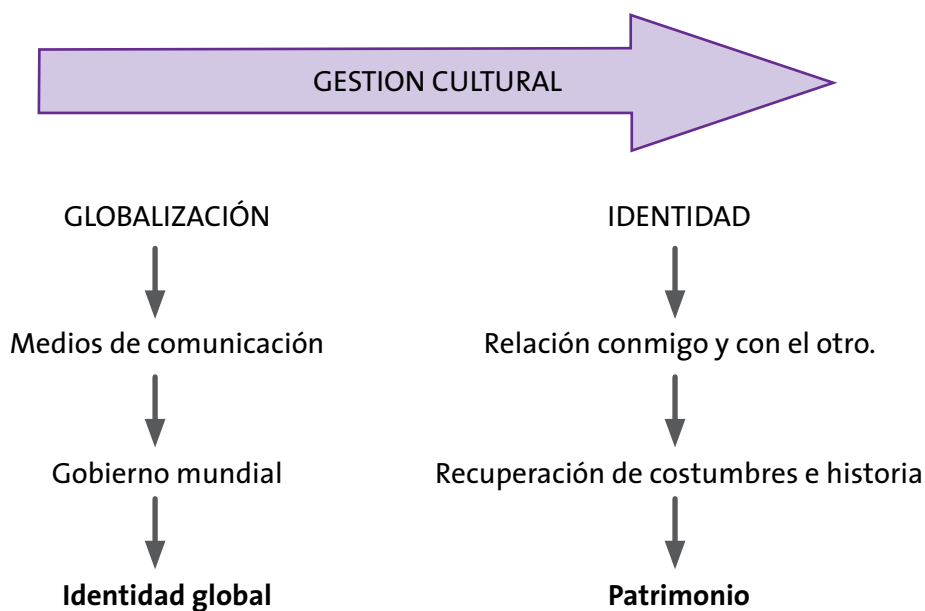 GESTION CULTURAL
GLOBALIZACIÓN
Medios de comunicación
Gobierno mundial
Identidad global
IDENTIDAD
Relación conmigo y con el otro.
Recuperación de costumbres e historia
Patrimonio